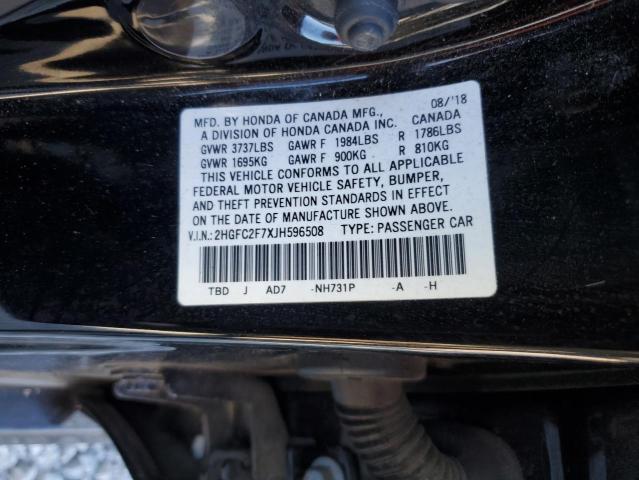 MFD. BY HONDA OF CANADA MFG., 08/'18
A DIVISION OF HONDA CANADA INC. CANADA
GVWR 3737LBS GAWR F 1984LBS R 1786LBS
GVWR 1695KG GAWR F 900KG R 810KG
THIS VEHICLE CONFORMS TO ALL APPLICABLE
FEDERAL MOTOR VEHICLE SAFETY, BUMPER,
AND THEFT PREVENTION STANDARDS IN EFFECT
ON THE DATE OF MANUFACTURE SHOWN ABOVE.
V.I.N.: 2HGFC2F7XJH596508 TYPE: PASSENGER CAR
TBD J AD7 -NH731P -A -H